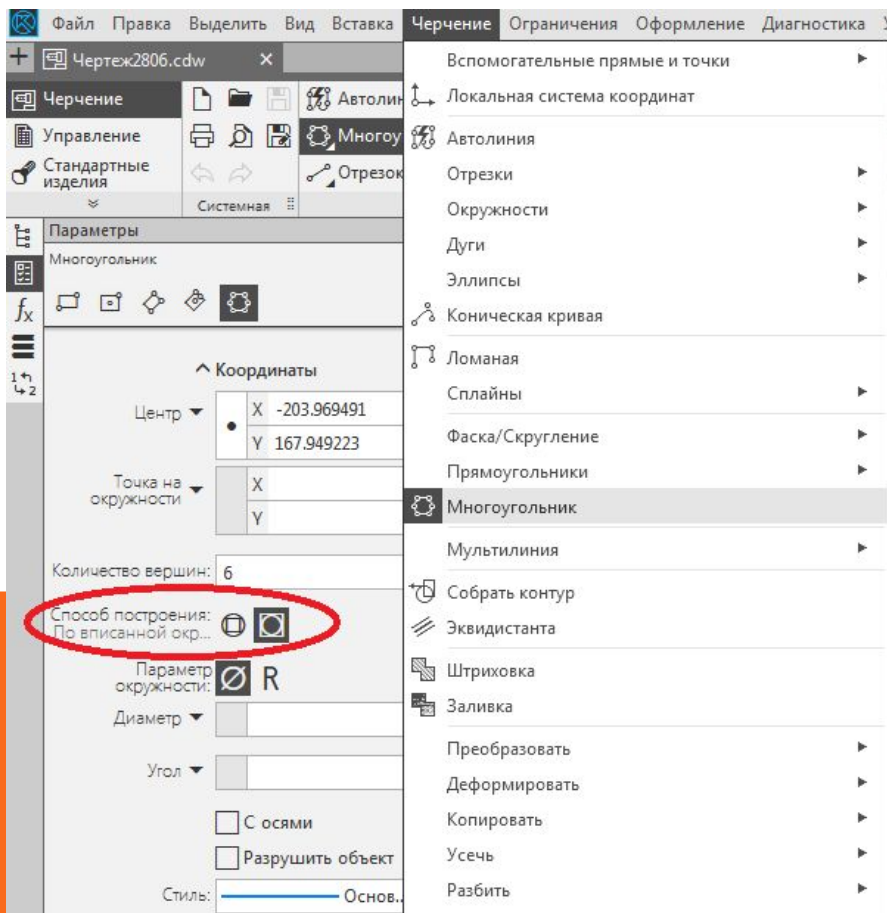 Файл Правка Выделить Вид Вставка Черчение Ограничения Оформление Диагностика
Чертеж2806.cdw
Черчение
Управление
Стандартные
изделия
Системная
Автолин
Многоу
Отрезок
Параметры
Многоугольник
Координаты
Центр
X -203.969491
Y 167.949223
Точка на
окружности
X
Y
Количество вершин: 6
Способ построения:
По вписанной окр...
Параметр
окружности:
R
Диаметр
Угол
С осями
Разрушить объект
Стиль: Основ..
Вспомогательные прямые и точки
Локальная система координат
Автолиния
Отрезки
Окружности
Дуги
Эллипсы
Коническая кривая
Ломаная
Сплайны
Фаска/Скругление
Прямоугольники
Многоугольник
Мультилиния
Собрать контур
Эквидистанта
Штриховка
Заливка
Преобразовать
Деформировать
Копировать
Усечь
Разбить